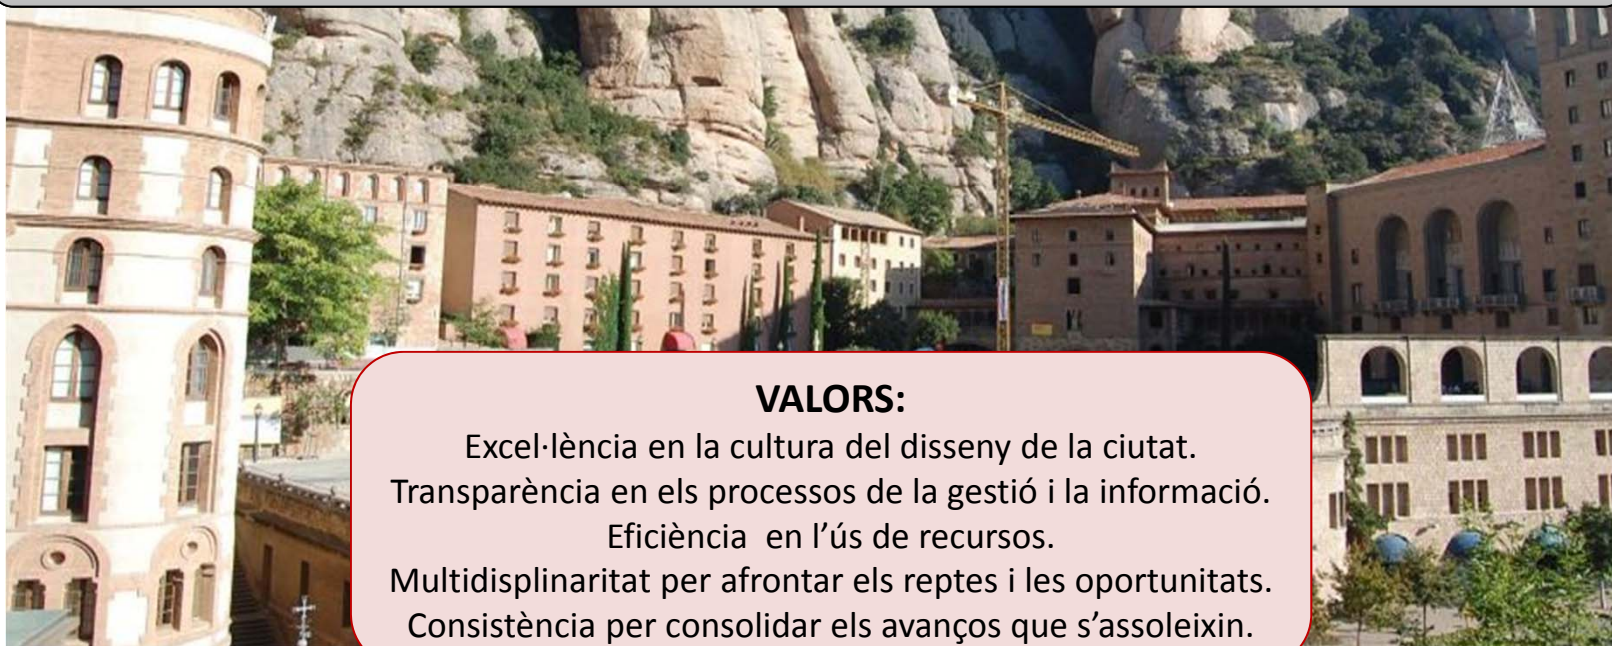 VALORS:
Excel·lència en la cultura del disseny de la ciutat.
Transparència en els processos de la gestió i la informació.
Eficiència  en l’ús de recursos.
Multidisplinaritat per afrontar els reptes i les oportunitats.
Consistència per consolidar els avanços que s’assoleixin.